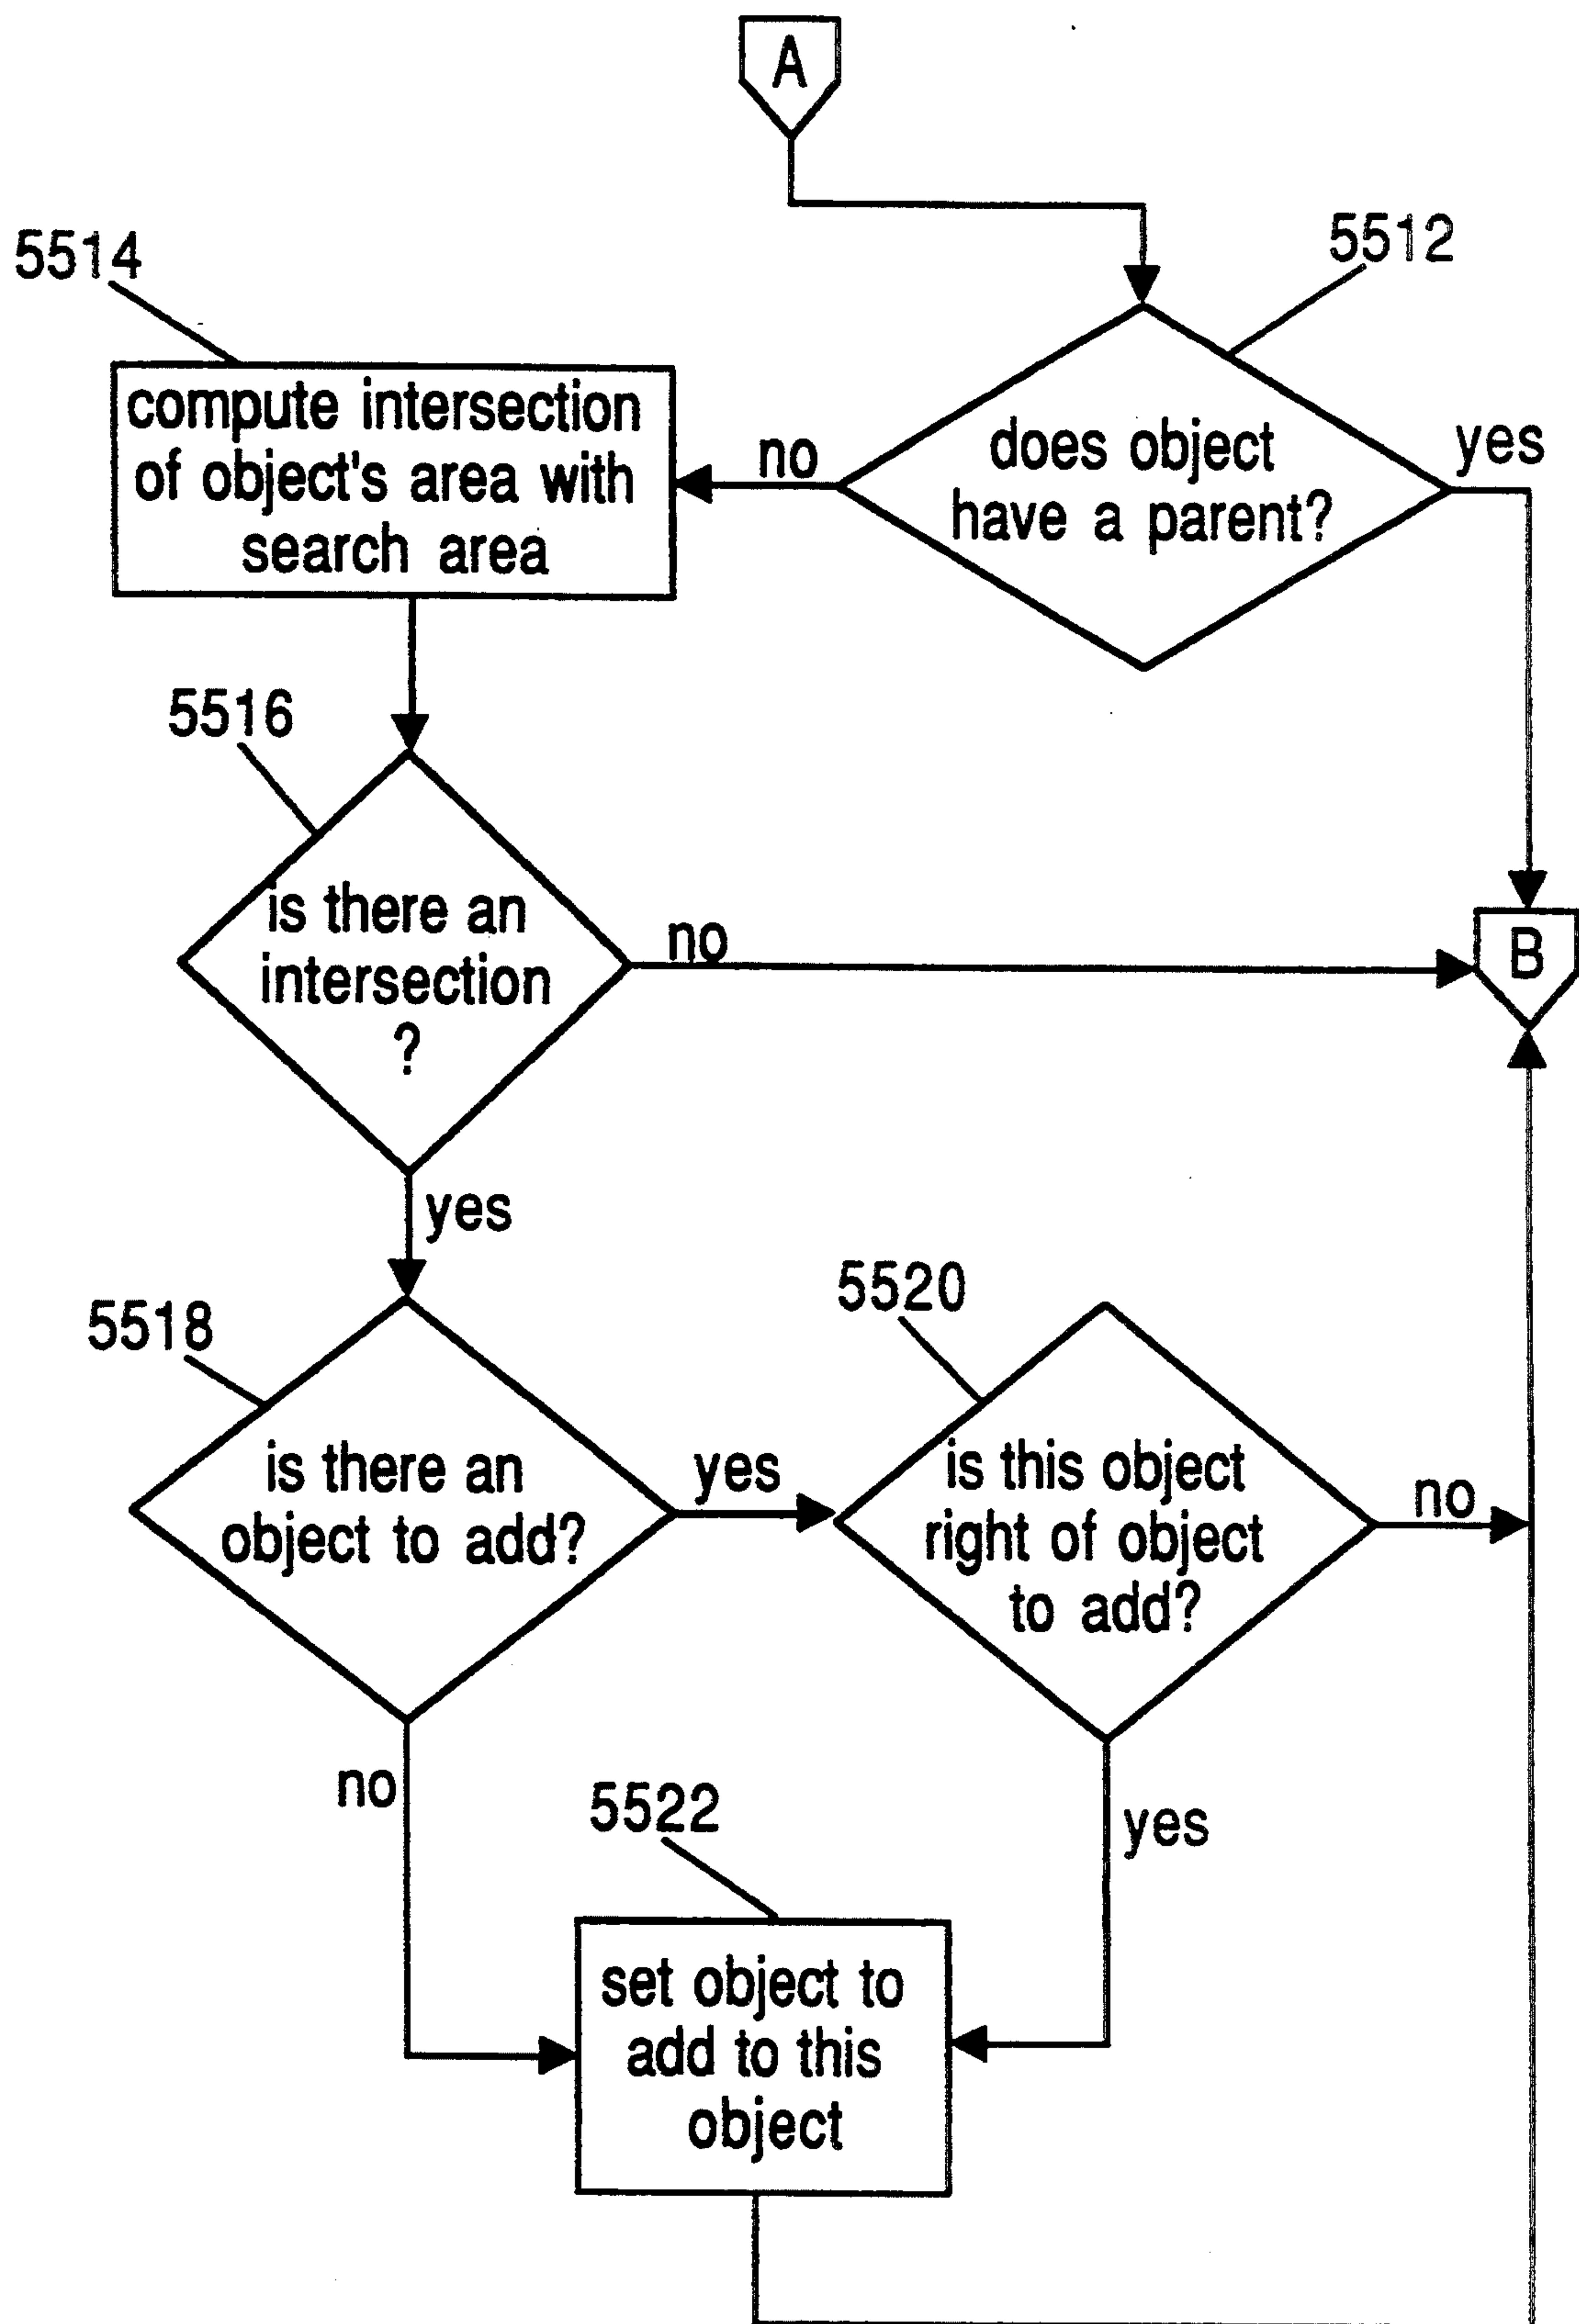 A
5512
does object
have a parent?
yes
no
5514
compute intersection
of object's area with
search area
5516
is there an
intersection
?
no
B
yes
5518
is there an
object to add?
yes
5520
is this object
right of object
to add?
no
no
yes
5522
set object to
add to this
object